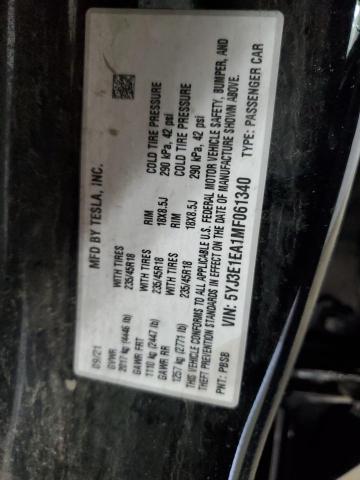 MFD BY TESLA, INC.
09/21
GVWR
2017 kg (4446 lb)
GAWR FRT WITH TIRES RIM COLD TIRE PRESSURE
1110 kg (2447 lb) 235/45R18 18X8.5J 290 kPa, 42 psi
GAWR RR WITH TIRES RIM COLD TIRE PRESSURE
1257 kg (2771 lb) 235/45R18 18X8.5J 290 kPa, 42 psi
THIS VEHICLE CONFORMS TO ALL APPLICABLE U.S. FEDERAL MOTOR VEHICLE SAFETY, BUMPER, AND
THEFT PREVENTION STANDARDS IN EFFECT ON THE DATE OF MANUFACTURE SHOWN ABOVE.
VIN: 5YJ3E1EA1MF061340 TYPE: PASSENGER CAR
PNT: PBSB